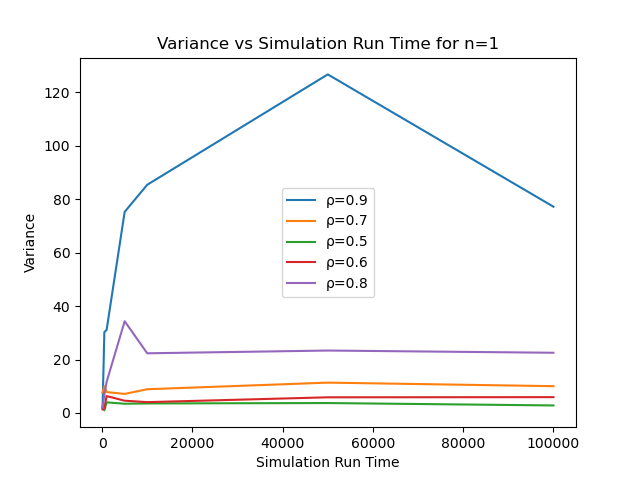 Variance vs Simulation Run Time for n=1
Variance
120
100
80
60
40
20
0
ρ=0.9
ρ=0.7
ρ=0.5
ρ=0.6
ρ=0.8
0 20000 40000 60000 80000 100000
Simulation Run Time